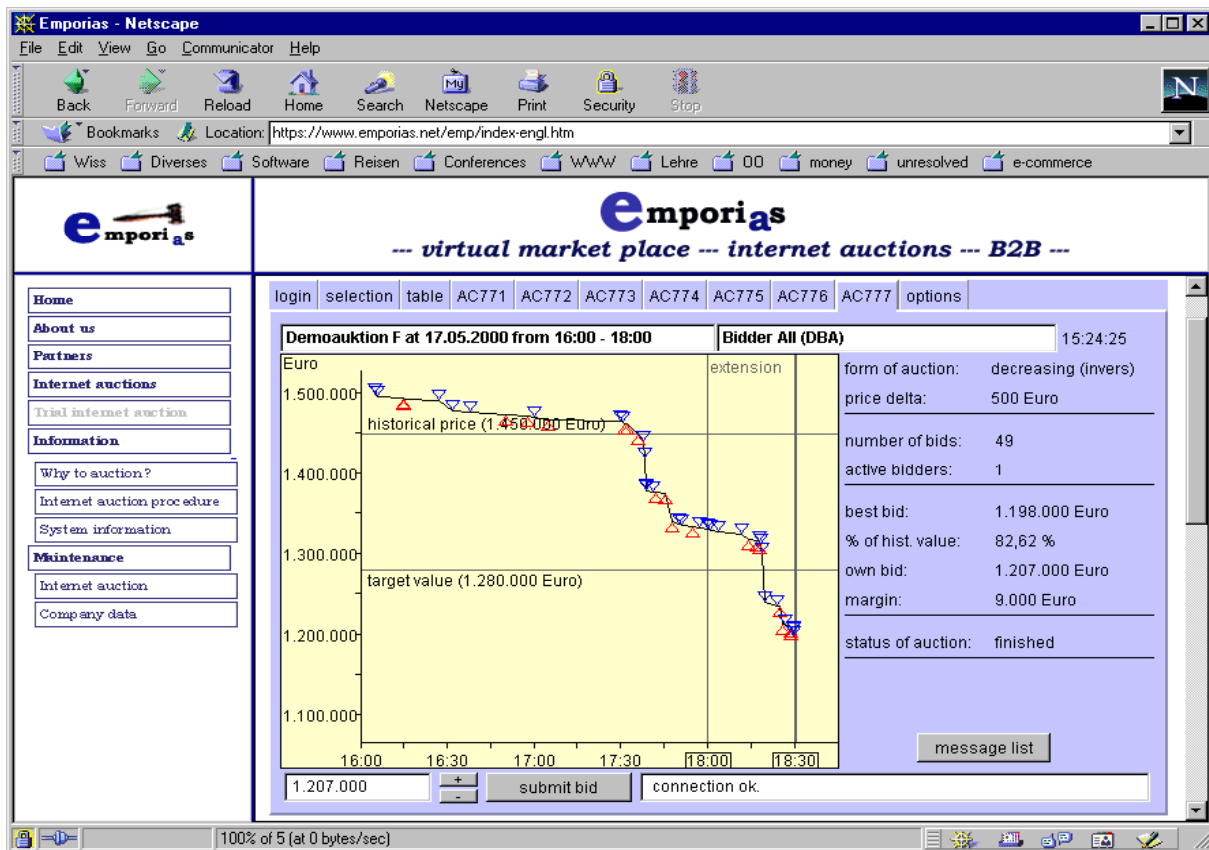 Emporias - Netscape
File Edit View Go Communicator Help
Back Forward Reload Home Search Netscape Print Security Stop
My
N
Bookmarks Location: https://www.emporias.net/emp/index-engl.htm
Wiss Diverses Software Reisen Conferences WWW Lehre OO money unresolved e-commerce
emporias
emporias
--- virtual market place --- internet auctions --- B2B ---
Home
About us
Partners
Internet auctions
Trial internet auction
Information
Why to auction?
Internet auction procedure
System information
Maintenance
Internet auction
Company data
login selection table AC771 AC772 AC773 AC774 AC775 AC776 AC777 options
Demoauktion F at 17.05.2000 from 16:00 - 18:00 Bidder All (DBA) 15:24:25
Euro
extension
1.500.000
historical price (1.450.000 Euro)
1.400.000
1.300.000
target value (1.280.000 Euro)
1.200.000
1.100.000
16:00 16:30 17:00 17:30 18:00 18:30
form of auction: decreasing (invers)
price delta: 500 Euro
number of bids: 49
active bidders: 1
best bid: 1.198.000 Euro
% of hist. value: 82,62 %
own bid: 1.207.000 Euro
margin: 9.000 Euro
status of auction: finished
message list
1.207.000 + - submit bid connection ok.
100% of 5 (at 0 bytes/sec)